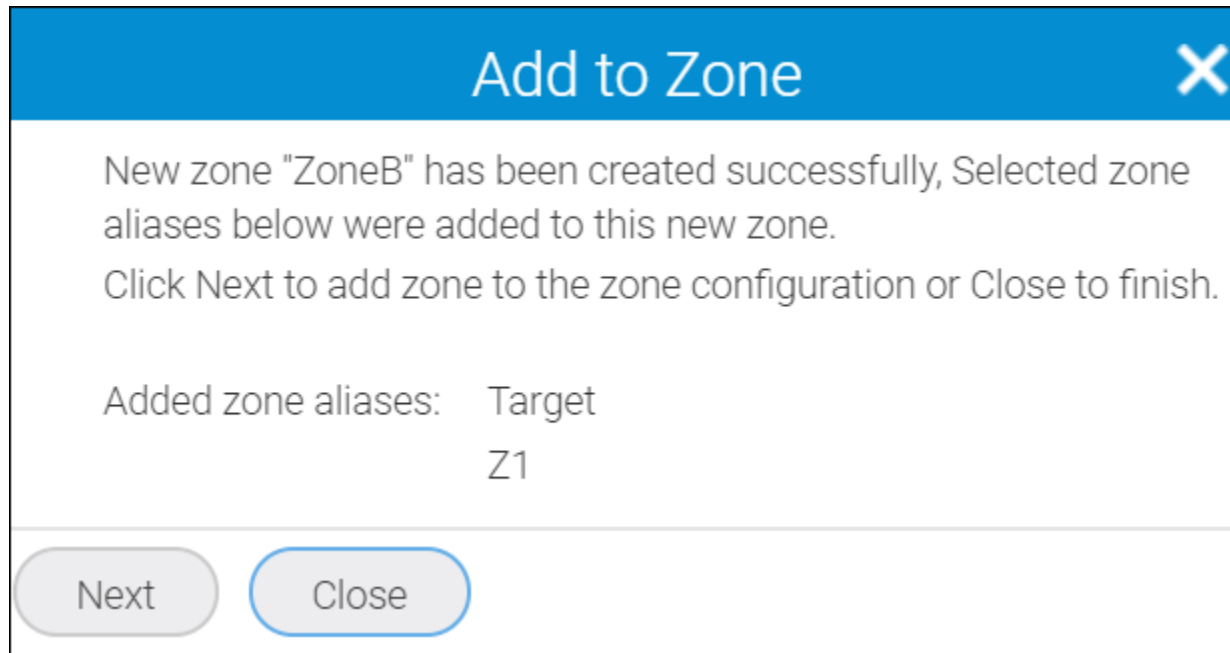 Add to Zone
New zone "ZoneB" has been created successfully, Selected zone
aliases below were added to this new zone.
Click Next to add zone to the zone configuration or Close to finish.
Added zone aliases: Target
Z1
Next Close